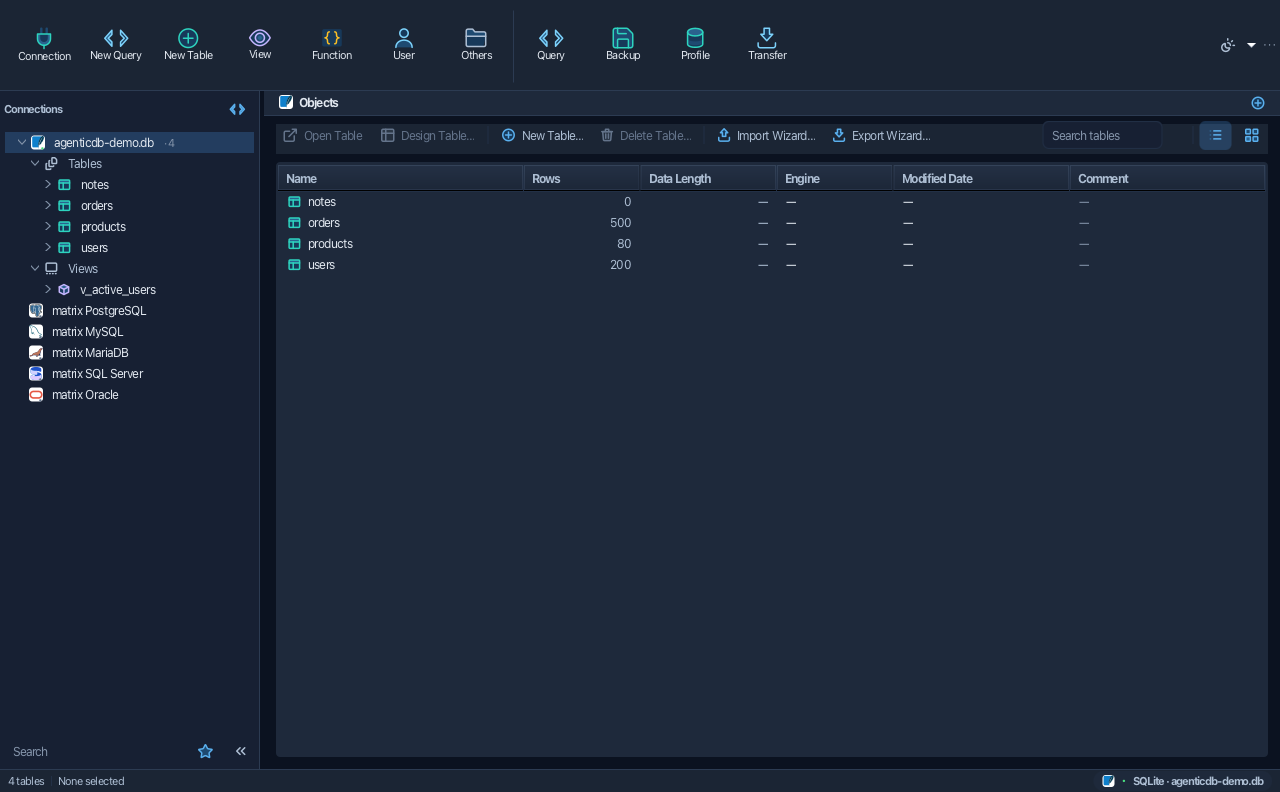 Connection New Query New Table View Function User Others Query Backup Profile Transfer
Connections
Objects
agenticdb-demo.db · 4
Tables
notes
orders
products
users
Views
v_active_users
matrix PostgreSQL
matrix MySQL
matrix MariaDB
matrix SQL Server
matrix Oracle
Open Table Design Table... New Table... Delete Table... Import Wizard... Export Wizard... Search tables
Name Rows Data Length Engine Modified Date Comment
notes 0 — — — —
orders 500 — — — —
products 80 — — — —
users 200 — — — —
Search
4 tables None selected
SQLite · agenticdb-demo.db